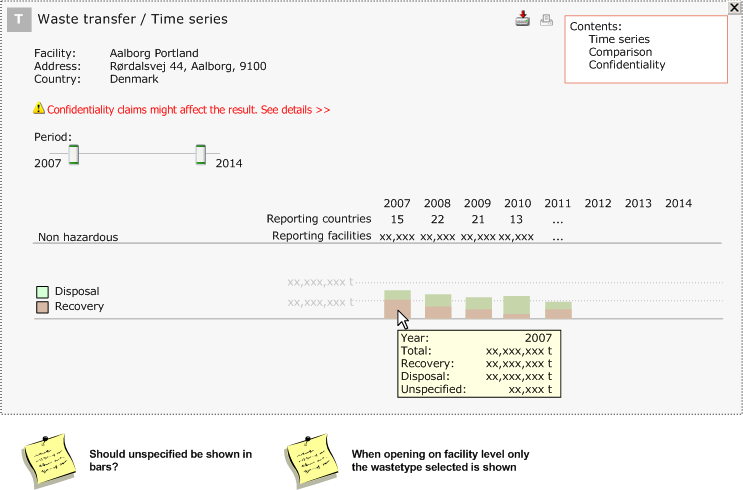 T Waste transfer / Time series
Contents:
Time series
Comparison
Confidentiality
Facility: Aalborg Portland
Address: Rørdalsvej 44, Aalborg, 9100
Country: Denmark
Confidentiality claims might affect the result. See details >>
Period:
2007 2014
2007 2008 2009 2010 2011 2012 2013 2014
Reporting countries 15 22 21 13 ...
Non hazardous Reporting facilities xx,xxx xx,xxx xx,xxx xx,xxx ...
xx,xxx,xxx t
Disposal
xx,xxx,xxx t
Recovery
Year: 2007
Total: xx,xxx,xxx t
Recovery: xx,xxx,xxx t
Disposal: xx,xxx,xxx t
Unspecified: xx,xxx t
Should unspecified be shown in
bars?
When opening on facility level only
the wastetype selected is shown